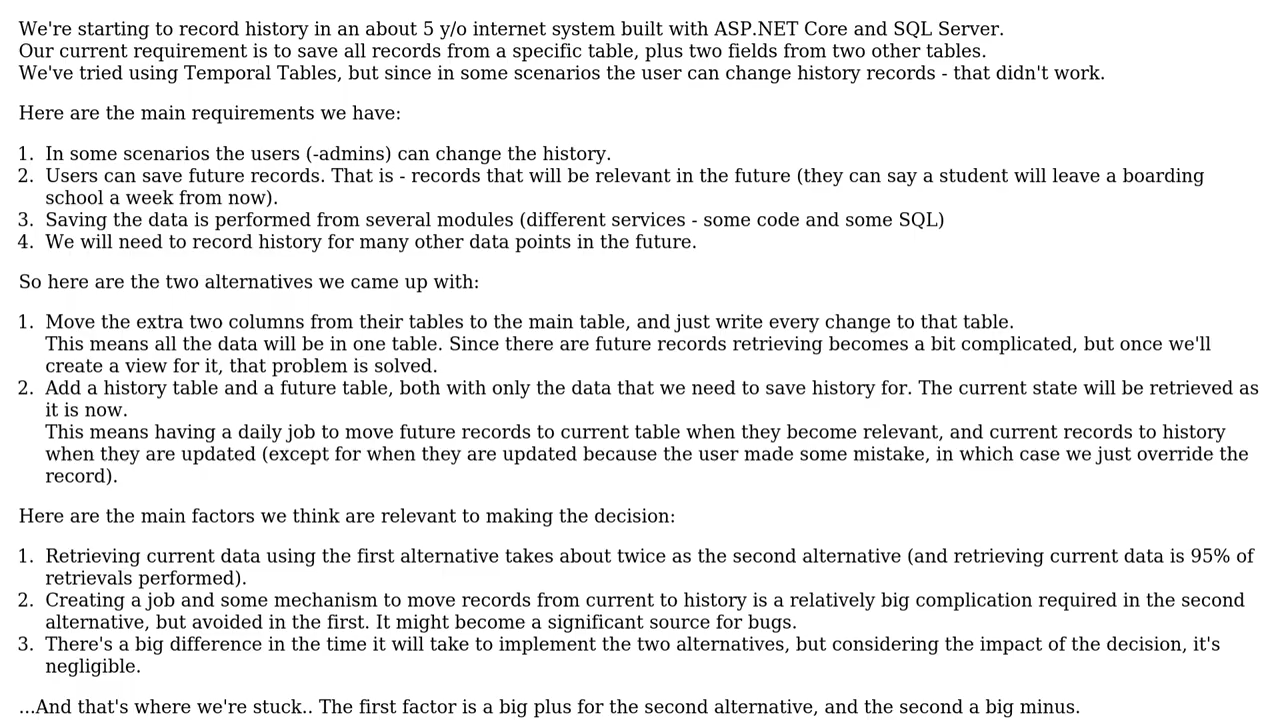 We're starting to record history in an about 5 y/o internet system built with ASP.NET Core and SQL Server.
Our current requirement is to save all records from a specific table, plus two fields from two other tables.
We've tried using Temporal Tables, but since in some scenarios the user can change history records - that didn't work.
Here are the main requirements we have:
1. In some scenarios the users (-admins) can change the history.
2. Users can save future records. That is - records that will be relevant in the future (they can say a student will leave a boarding
school a week from now).
3. Saving the data is performed from several modules (different services - some code and some SQL)
4. We will need to record history for many other data points in the future.
So here are the two alternatives we came up with:
1. Move the extra two columns from their tables to the main table, and just write every change to that table.
This means all the data will be in one table. Since there are future records retrieving becomes a bit complicated, but once we'll
create a view for it, that problem is solved.
2. Add a history table and a future table, both with only the data that we need to save history for. The current state will be retrieved as
it is now.
This means having a daily job to move future records to current table when they become relevant, and current records to history
when they are updated (except for when they are updated because the user made some mistake, in which case we just override the
record).
Here are the main factors we think are relevant to making the decision:
1. Retrieving current data using the first alternative takes about twice as the second alternative (and retrieving current data is 95% of
retrievals performed).
2. Creating a job and some mechanism to move records from current to history is a relatively big complication required in the second
alternative, but avoided in the first. It might become a significant source for bugs.
3. There's a big difference in the time it will take to implement the two alternatives, but considering the impact of the decision, it's
negligible.
...And that's where we're stuck.. The first factor is a big plus for the second alternative, and the second a big minus.